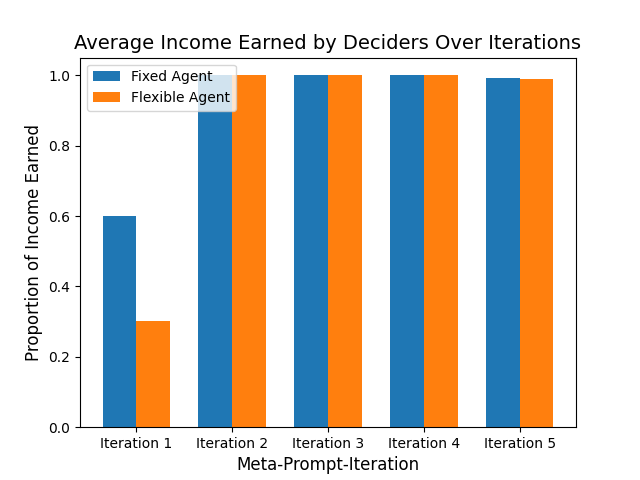 Average Income Earned by Deciders Over Iterations
Fixed Agent
Flexible Agent
Proportion of Income Earned
1.0
0.8
0.6
0.4
0.2
0.0
Iteration 1 Iteration 2 Iteration 3 Iteration 4 Iteration 5
Meta-Prompt-Iteration